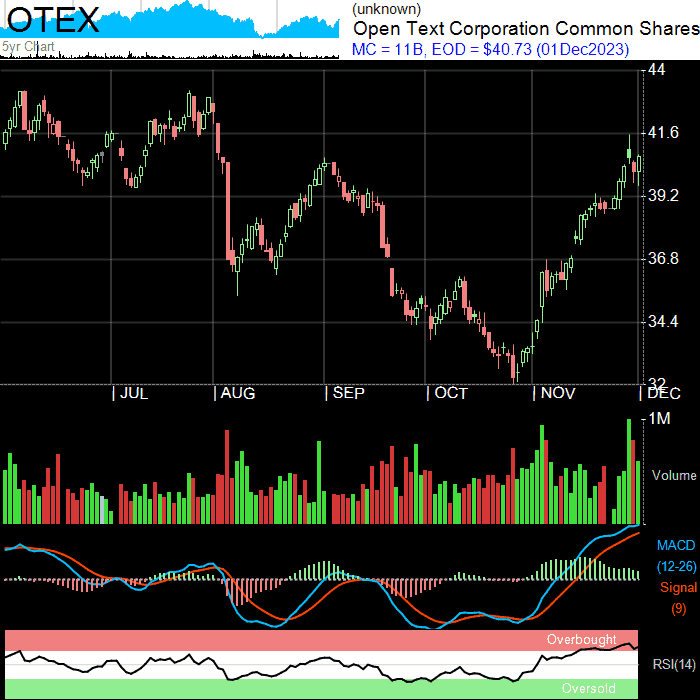 OTEX
5yr Chart
(unknown)
Open Text Corporation Common Shares
MC = 11B, EOD = $40.73 (01Dec2023)
44
41.6
39.2
36.8
34.4
32
| JUL | AUG | SEP | OCT | NOV | DEC
1M
Volume
MACD
(12-26)
Signal
(9)
Overbought
RSI(14)
Oversold